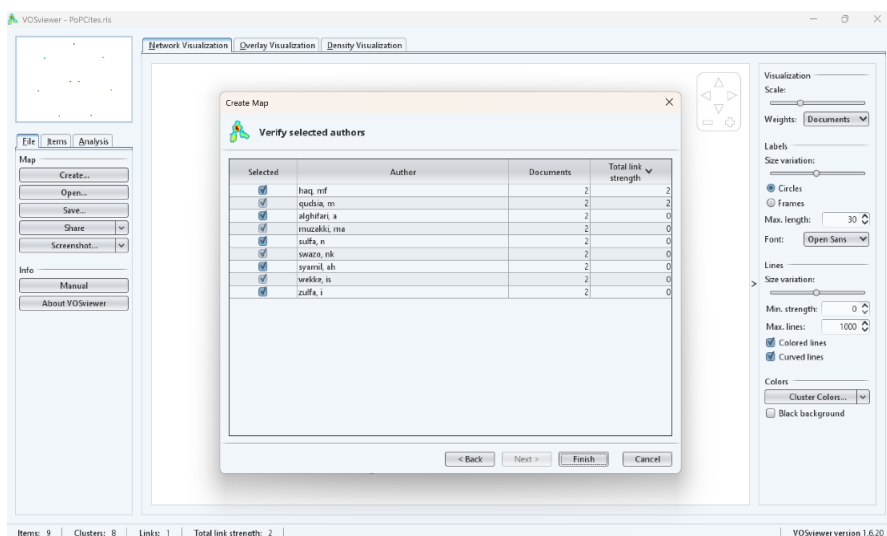 VOSviewer - PoPCites.ris
Network Visualization Overlay Visualization Density Visualization
File Items Analysis
Map
Create...
Open...
Save...
Share
Screenshot...
Info
Manual
About VOSviewer
Create Map
Verify selected authors
Selected Author Documents Total link strength
haq, mf 2 2
qudsia, m 2 2
alghifari, a 2 0
muzakki, ma 2 0
sulfa, n 2 0
swazo, nk 2 0
syamil, ah 2 0
wekke, is 2 0
zulfa, i 2 0
< Back Next > Finish Cancel
>
Visualization
Scale:
Weights: Documents
Labels
Size variation:
Circles
Frames
Max. length: 30
Font: Open Sans
Lines
Size variation:
Min. strength: 0
Max. lines: 1000
Colored lines
Curved lines
Colors
Cluster Colors...
Black background
Items: 9 Clusters: 8 Links: 1 Total link strength: 2 VOSviewer version 1.6.20